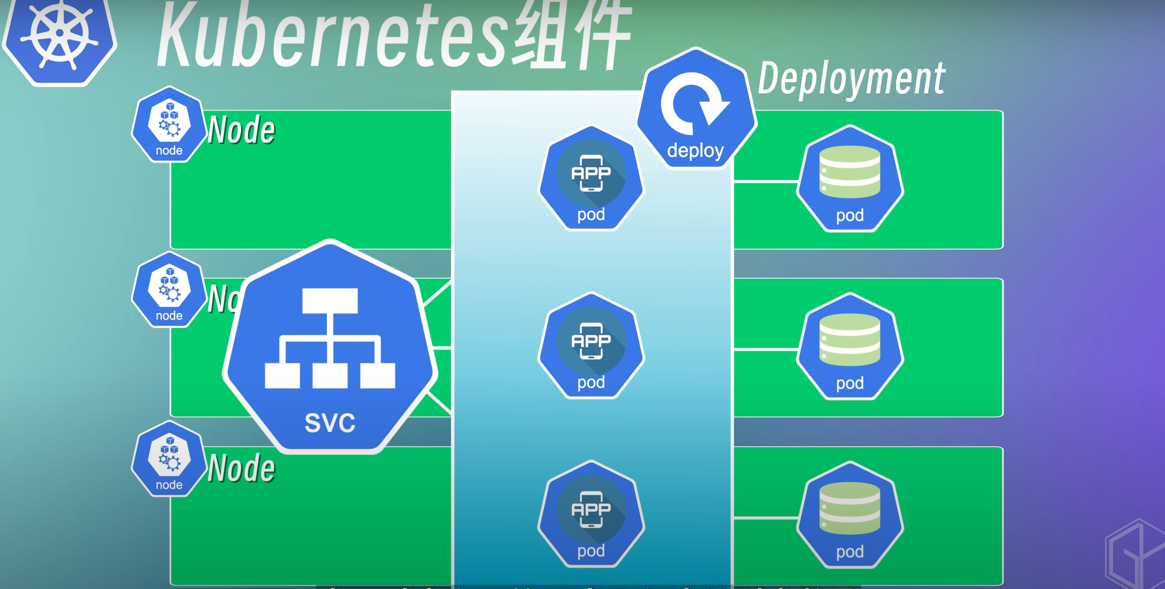 Kubernetes组件
Deployment
deploy
node
Node
APP
pod
pod
node
No
SVC
APP
pod
pod
node
Node
APP
pod
pod